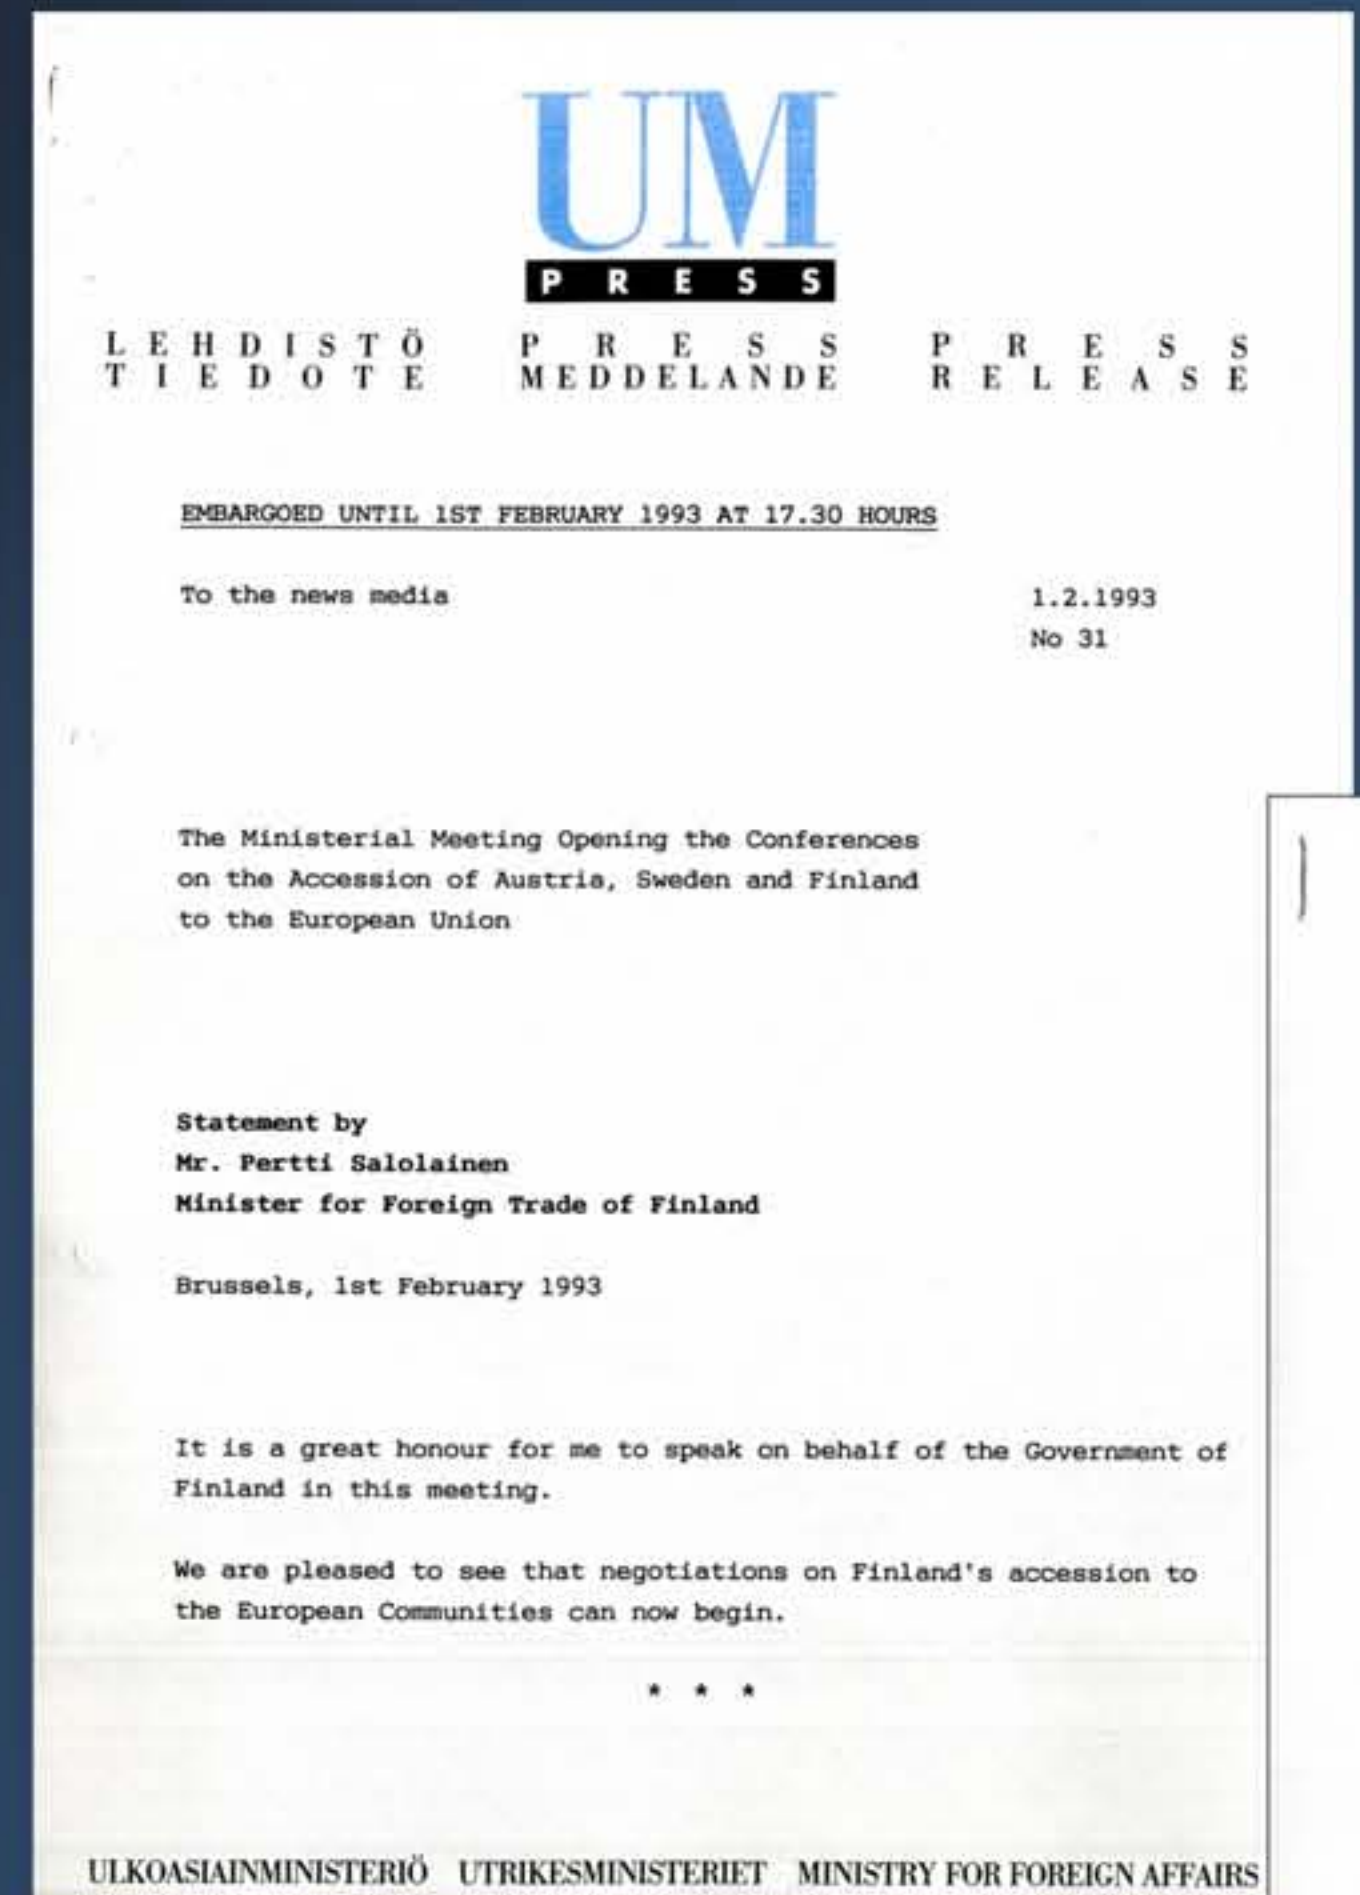 UM
PRESS
LEHDISTÖ PRESS PRESS
TIEDOTE MEDDELANDE RELEASE
EMBARGOED UNTIL 1ST FEBRUARY 1993 AT 17.30 HOURS
To the news media 1.2.1993
No 31
The Ministerial Meeting Opening the Conferences
on the Accession of Austria, Sweden and Finland
to the European Union
Statement by
Mr. Pertti Salolainen
Minister for Foreign Trade of Finland
Brussels, 1st February 1993
It is a great honour for me to speak on behalf of the Government of
Finland in this meeting.
We are pleased to see that negotiations on Finland's accession to
the European Communities can now begin.
* * *
ULKOASIAINMINISTERIÖ UTRIKESMINISTERIET MINISTRY FOR FOREIGN AFFAIRS